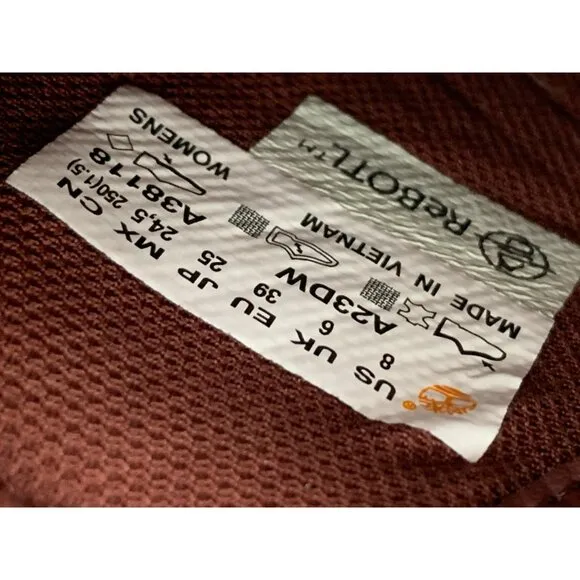 ®
US UK EU JP MX CN
8 6 39 25 24,5 250(1.5)
A23DW A38118
MADE IN VIETNAM WOMENS
ReBOTL™